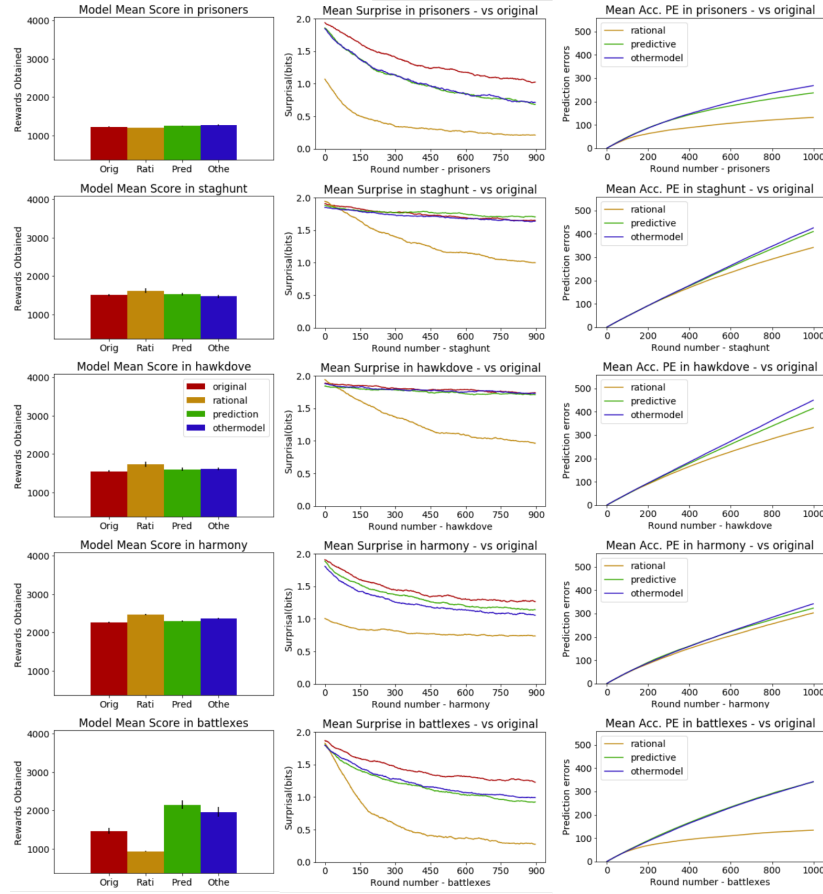 Model Mean Score in prisoners
Rewards Obtained
4000
3000
2000
1000
Orig Rati Pred Othe
Mean Surprise in prisoners - vs original
Surprisal(bits)
2.0
1.5
1.0
0.5
0.0
0 150 300 450 600 750 900
Round number - prisoners
Mean Acc. PE in prisoners - vs original
Prediction errors
500
400
300
200
100
0
rational
predictive
othermodel
0 200 400 600 800 1000
Round number - prisoners
Model Mean Score in staghunt
Rewards Obtained
4000
3000
2000
1000
Orig Rati Pred Othe
Mean Surprise in staghunt - vs original
Surprisal(bits)
2.0
1.5
1.0
0.5
0.0
0 150 300 450 600 750 900
Round number - staghunt
Mean Acc. PE in staghunt - vs original
Prediction errors
500
400
300
200
100
0
rational
predictive
othermodel
0 200 400 600 800 1000
Round number - staghunt
Model Mean Score in hawkdove
Rewards Obtained
4000
3000
2000
1000
original
rational
prediction
othermodel
Orig Rati Pred Othe
Mean Surprise in hawkdove - vs original
Surprisal(bits)
2.0
1.5
1.0
0.5
0.0
0 150 300 450 600 750 900
Round number - hawkdove
Mean Acc. PE in hawkdove - vs original
Prediction errors
500
400
300
200
100
0
rational
predictive
othermodel
0 200 400 600 800 1000
Round number - hawkdove
Model Mean Score in harmony
Rewards Obtained
4000
3000
2000
1000
Orig Rati Pred Othe
Mean Surprise in harmony - vs original
Surprisal(bits)
2.0
1.5
1.0
0.5
0.0
0 150 300 450 600 750 900
Round number - harmony
Mean Acc. PE in harmony - vs original
Prediction errors
500
400
300
200
100
0
rational
predictive
othermodel
0 200 400 600 800 1000
Round number - harmony
Model Mean Score in battlexes
Rewards Obtained
4000
3000
2000
1000
Orig Rati Pred Othe
Mean Surprise in battlexes - vs original
Surprisal(bits)
2.0
1.5
1.0
0.5
0.0
0 150 300 450 600 750 900
Round number - battlexes
Mean Acc. PE in battlexes - vs original
Prediction errors
500
400
300
200
100
0
rational
predictive
othermodel
0 200 400 600 800 1000
Round number - battlexes